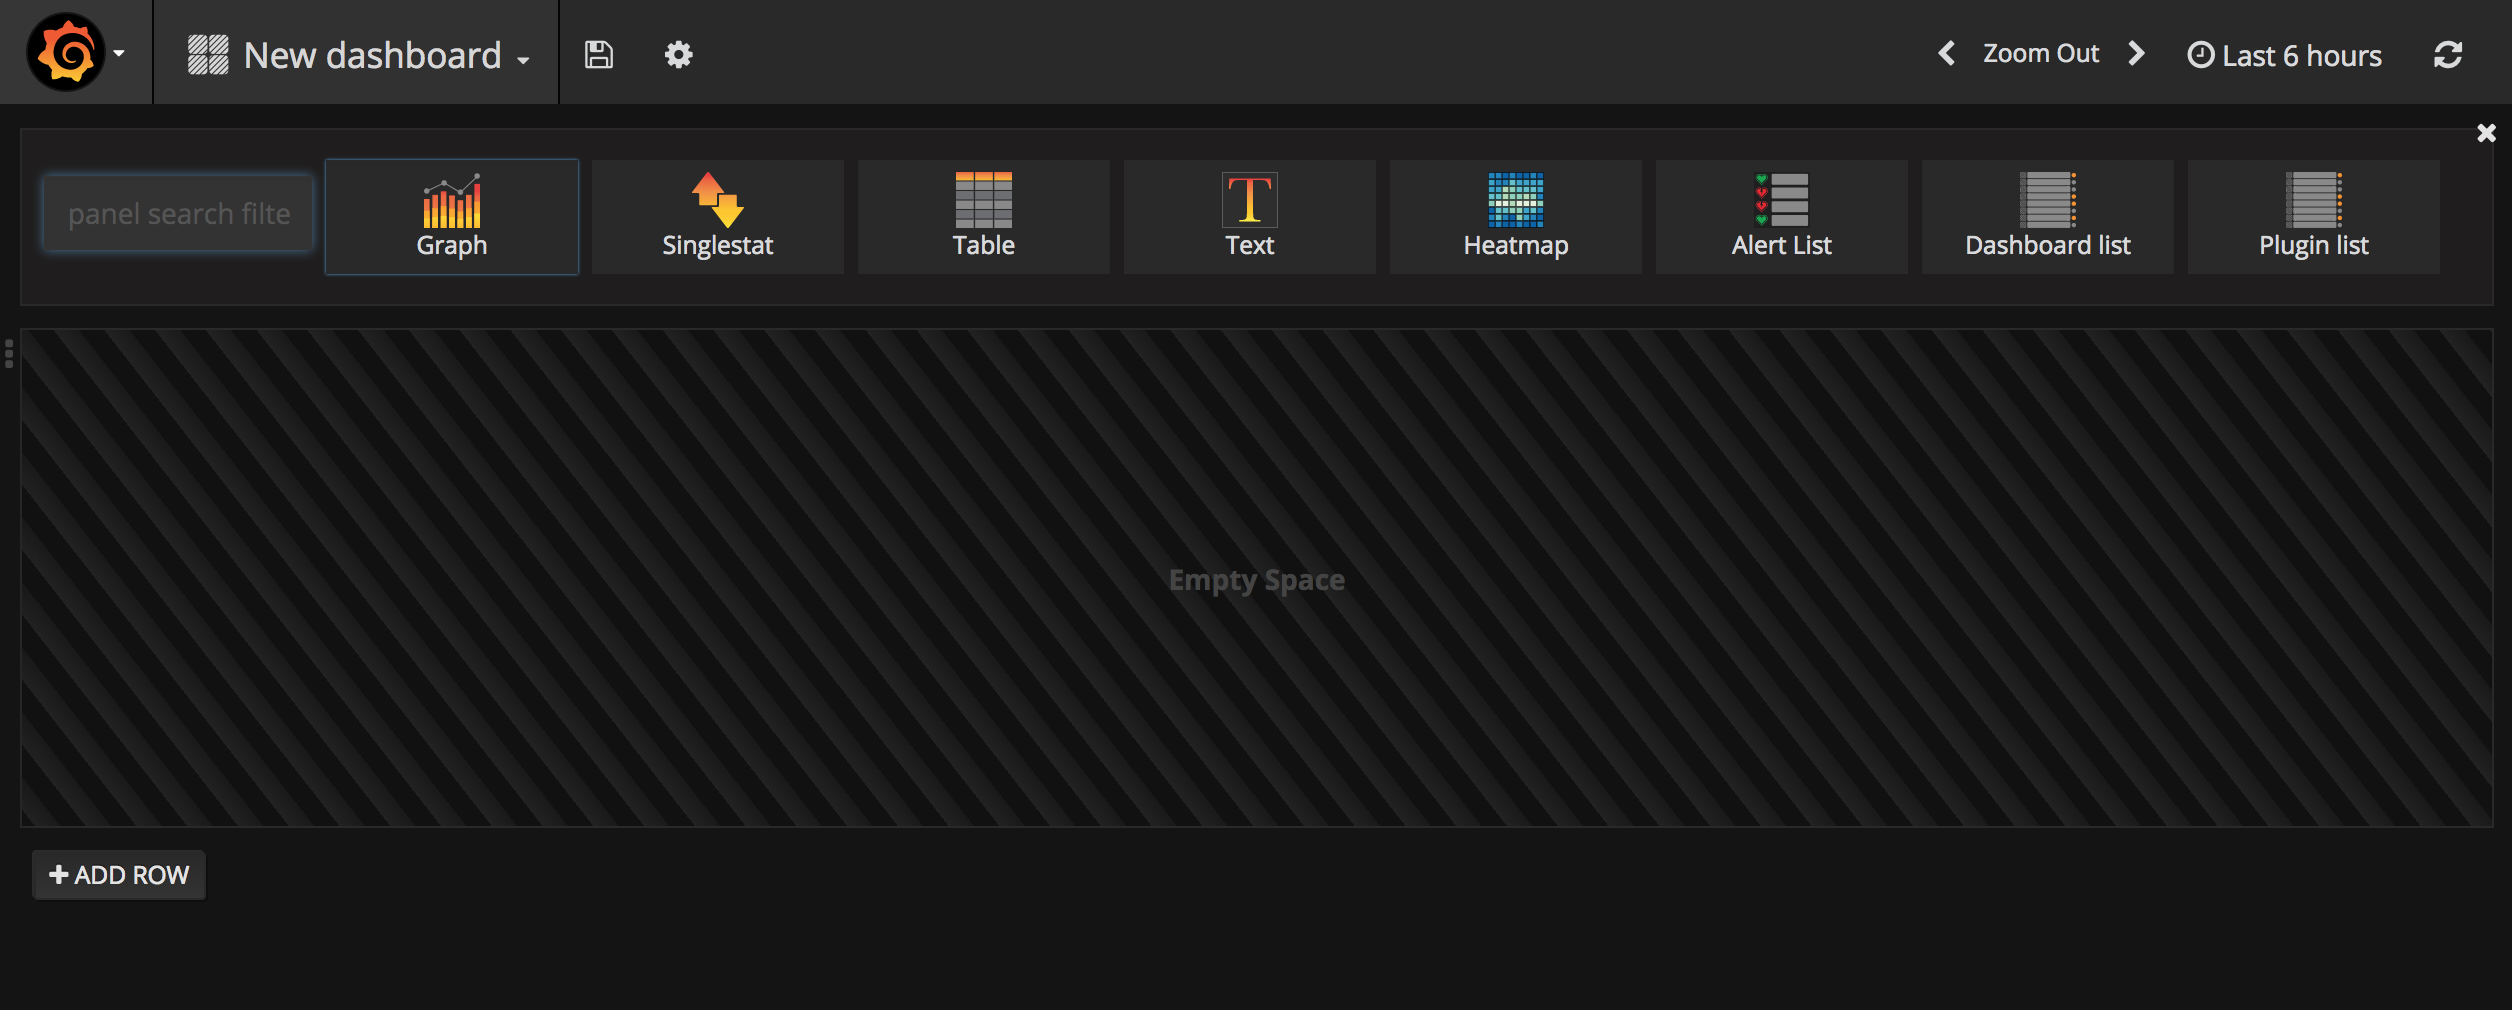 New dashboard
Zoom Out
Last 6 hours
panel search filte
Graph
Singlestat
Table
Text
Heatmap
Alert List
Dashboard list
Plugin list
Empty Space
ADD ROW